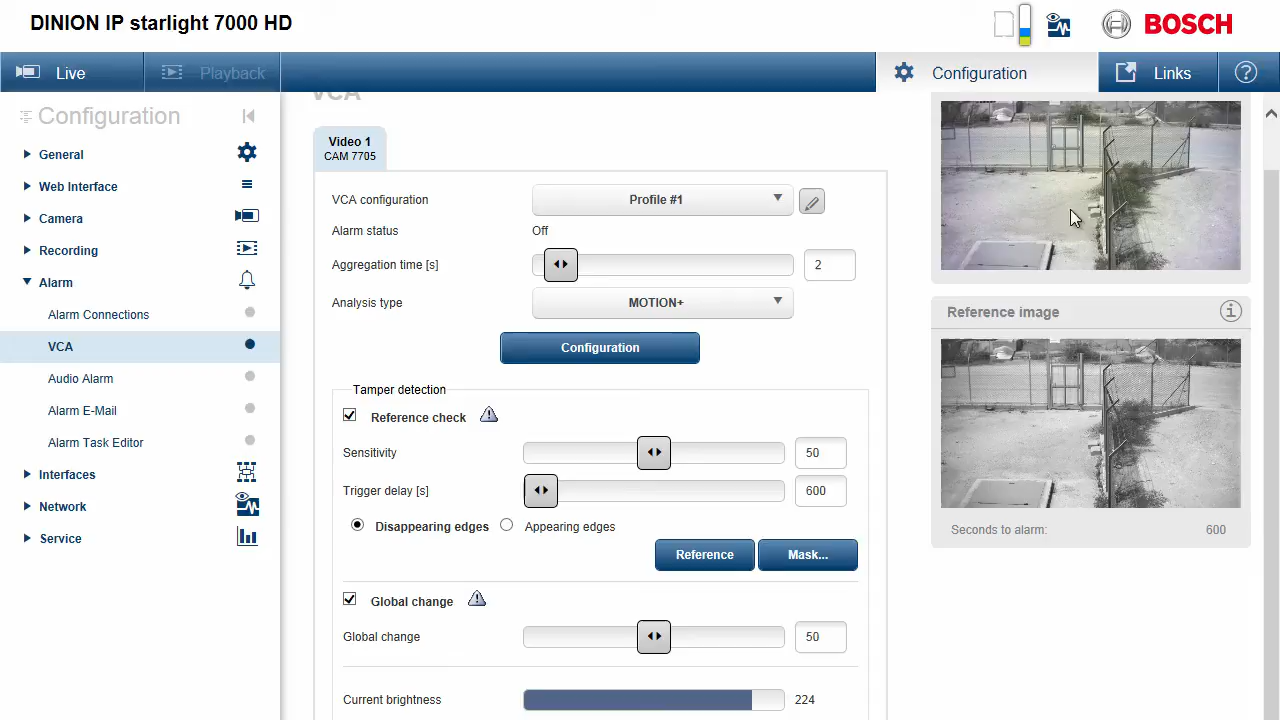 DINION IP starlight 7000 HD
BOSCH
Live
Playback
Configuration
Links
Configuration
VCA
General
Web Interface
Camera
Recording
Alarm
Alarm Connections
VCA
Audio Alarm
Alarm E-Mail
Alarm Task Editor
Interfaces
Network
Service
Video 1
CAM 7705
VCA configuration
Profile #1
Alarm status
Off
Aggregation time [s]
2
Analysis type
MOTION+
Configuration
Tamper detection
Reference check
Sensitivity
50
Trigger delay [s]
600
Disappearing edges
Appearing edges
Reference
Mask...
Global change
Global change
50
Current brightness
224
Reference image
Seconds to alarm:
600